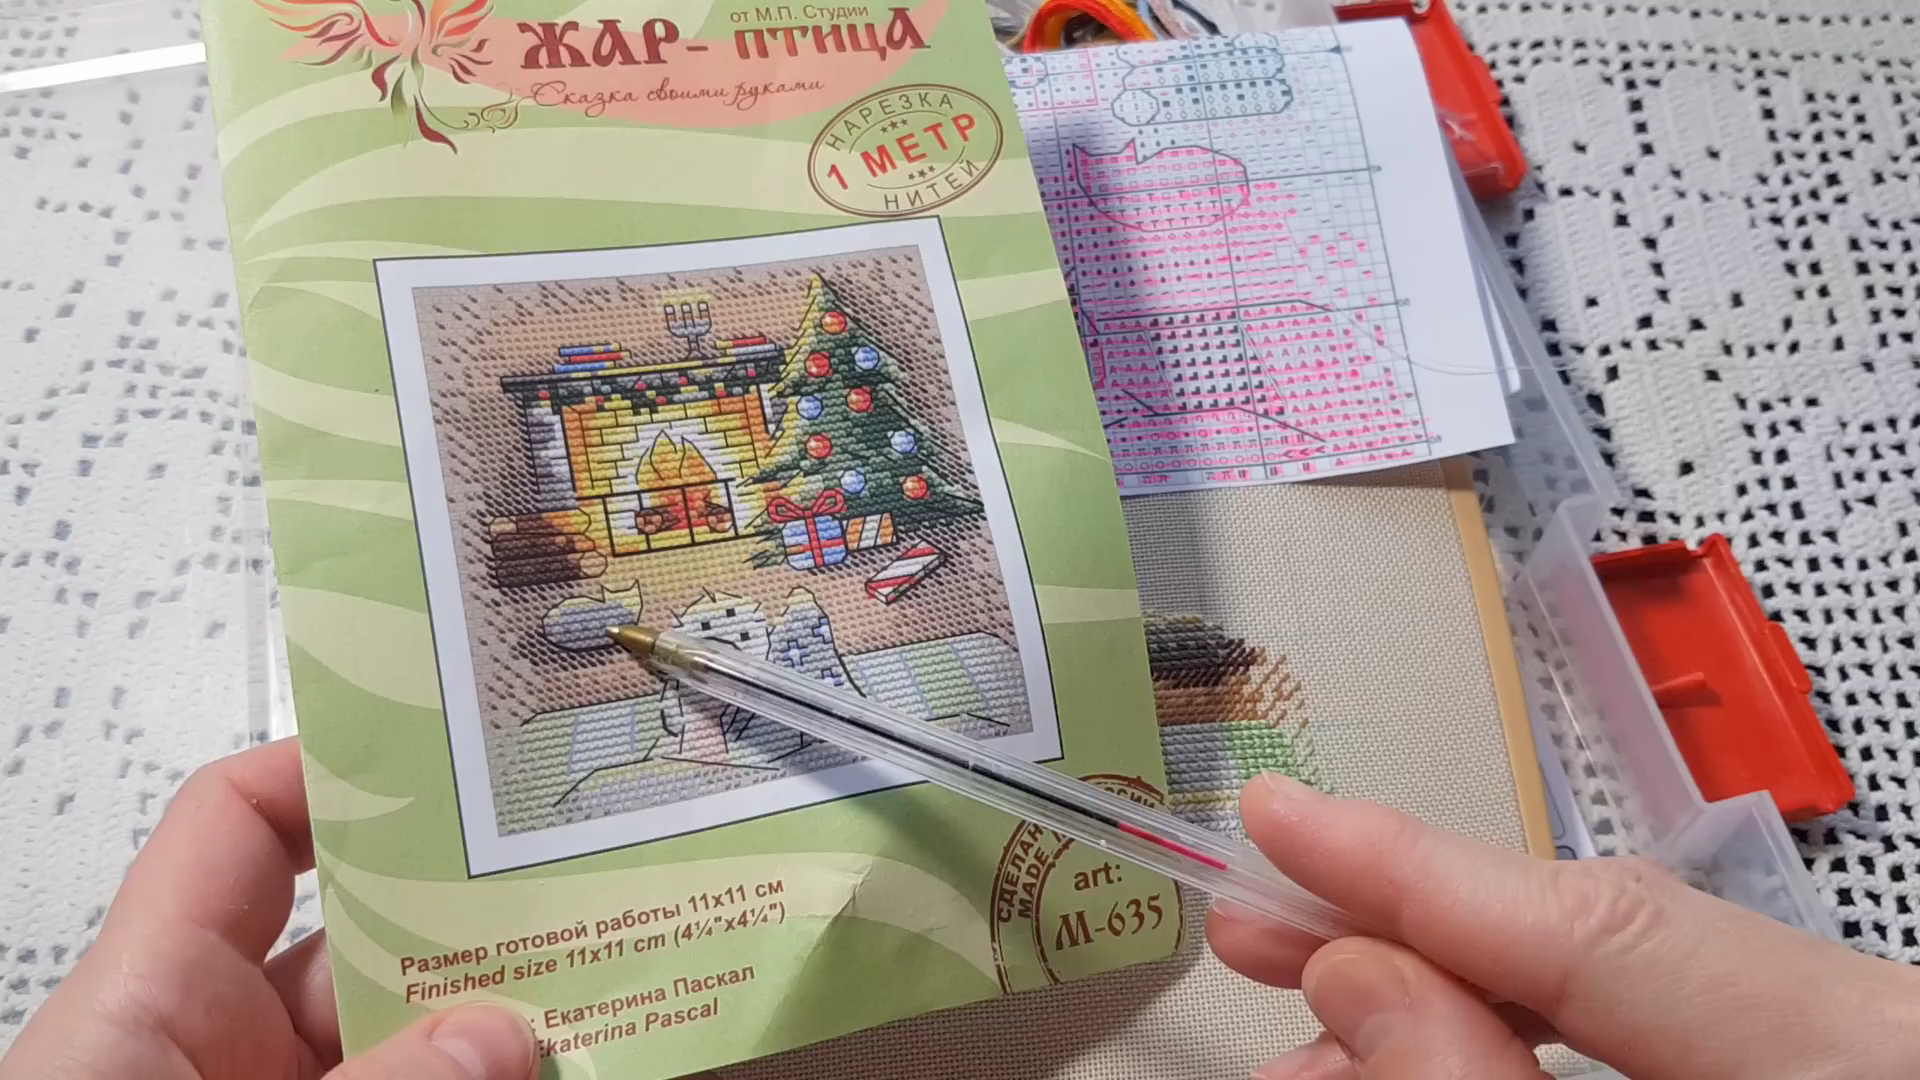 от М.П. Студии
ЖАР-ПТИЦА
Сказка своими руками
НАРЕЗКА
1 МЕТР
НИТЕЙ
Размер готовой работы 11х11 см
Finished size 11x11 cm (4¼"x4¼")
: Екатерина Паскал
Ekaterina Pascal
СДЕЛАН
MADE
art:
М-635